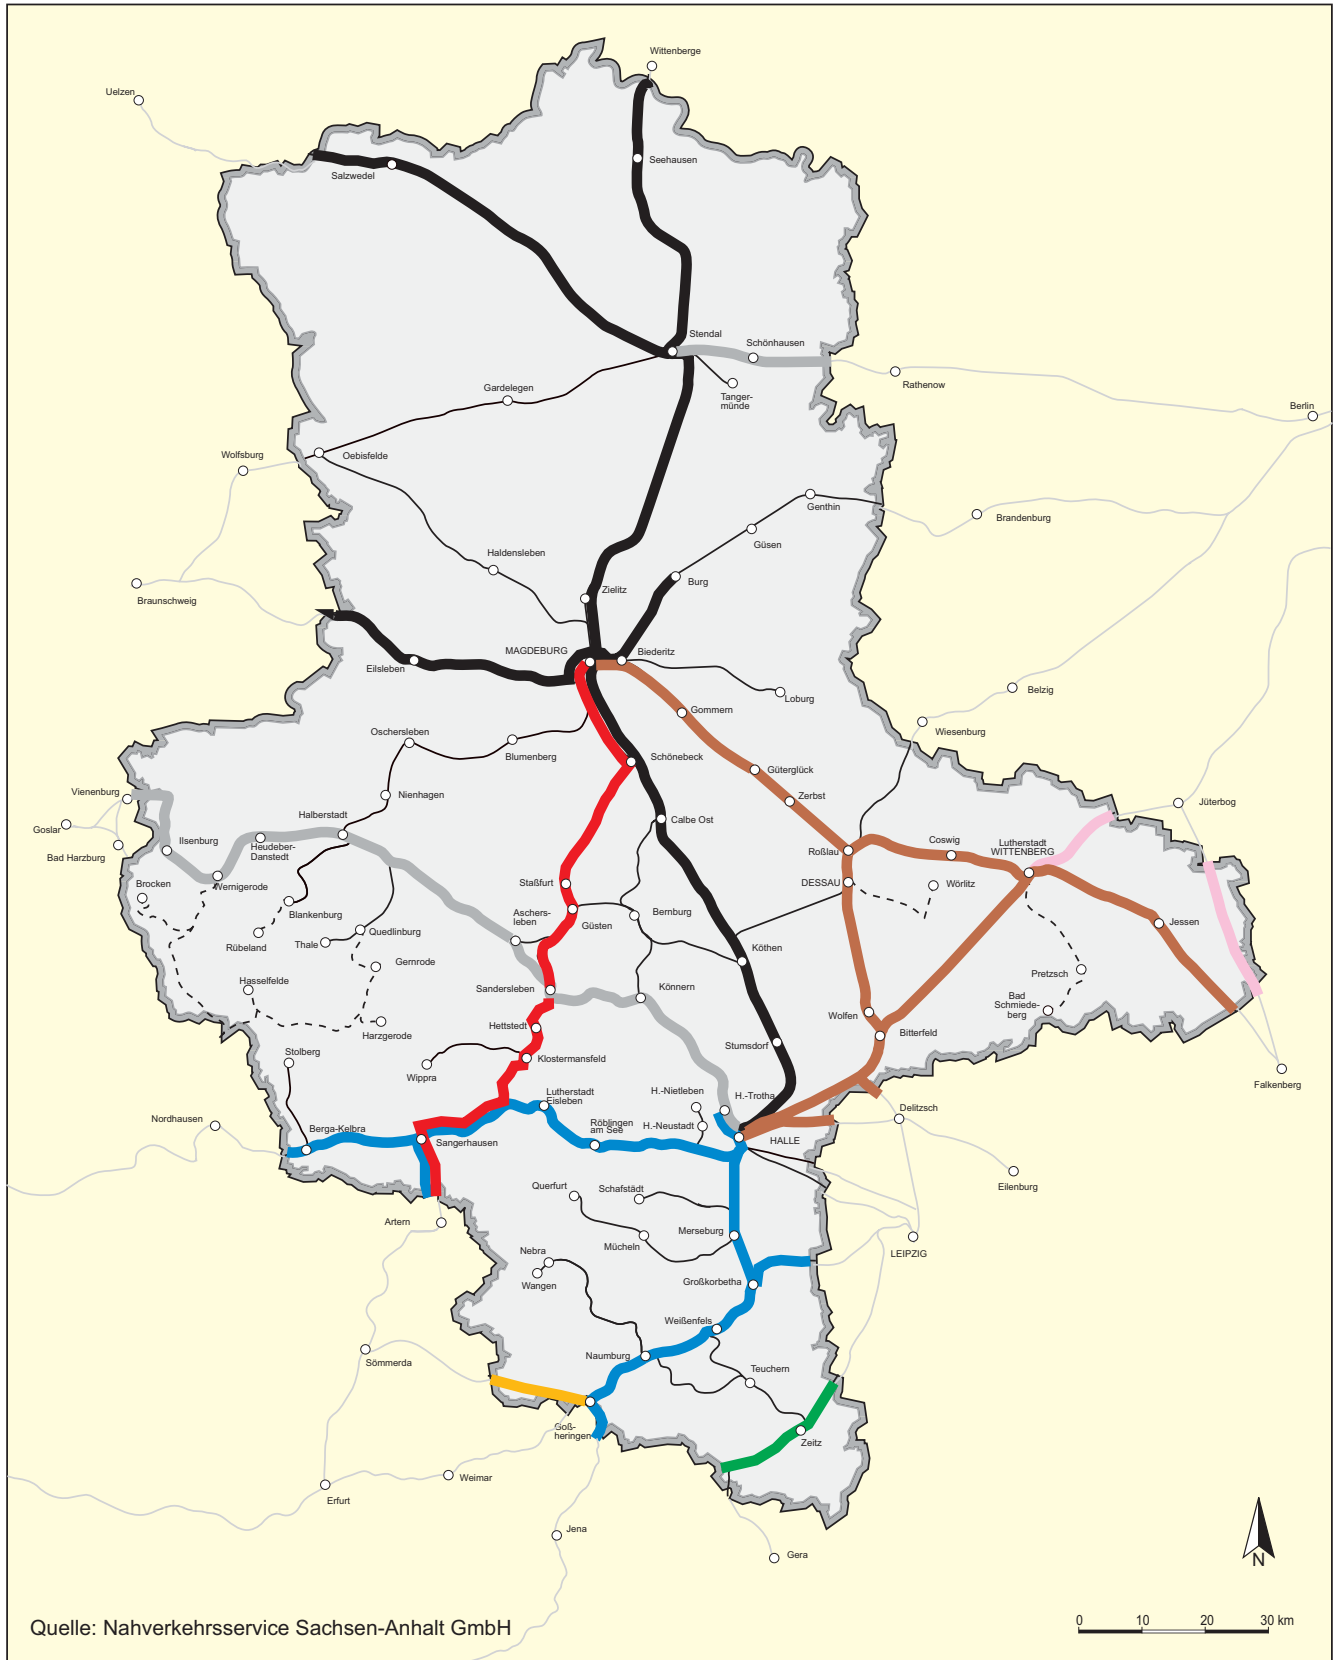 Wittenberge
Uelzen
Seehausen
Salzwedel
Stendal
Schönhausen
Rathenow
Tanger-
münde
Gardelegen
Berlin
Wolfsburg
Oebisfelde
Genthin
Brandenburg
Güsen
Haldensleben
Burg
Zielitz
Braunschweig
MAGDEBURG
Biederitz
Eilsleben
Belzig
Loburg
Gommern
Wiesenburg
Oschersleben
Blumenberg
Schönebeck
Güterglück
Vienenburg
Nienhagen
Zerbst
Jüterbog
Halberstadt
Calbe Ost
Goslar
Ilsenburg
Heudeber-
Danstedt
Bad Harzburg
Roßlau
Coswig
Lutherstadt
WITTENBERG
Brocken
Wernigerode
Staßfurt
DESSAU
Wörlitz
Blankenburg
Aschers-
leben
Bernburg
Güsten
Jessen
Quedlinburg
Rübeland
Thale
Köthen
Gernrode
Pretzsch
Hasselfelde
Sandersleben
Könnern
Bad
Schmiede-
berg
Harzgerode
Hettstedt
Wolfen
Bitterfeld
Stolberg
Klostermansfeld
Stumsdorf
Wippra
Falkenberg
Lutherstadt
Eisleben
H.-Nietleben
H.-Trotha
Nordhausen
Berga-Kelbra
Röblingen
am See
H.-Neustadt
Delitzsch
Sangerhausen
HALLE
Querfurt
Schafstädt
Eilenburg
Artern
Merseburg
Mücheln
Nebra
LEIPZIG
Wangen
Großkorbetha
Weißenfels
Naumburg
Sömmerda
Teuchern
Goß-
heringen
Zeitz
Weimar
Erfurt
Jena
Gera
N
Quelle: Nahverkehrsservice Sachsen-Anhalt GmbH
0 10 20 30 km